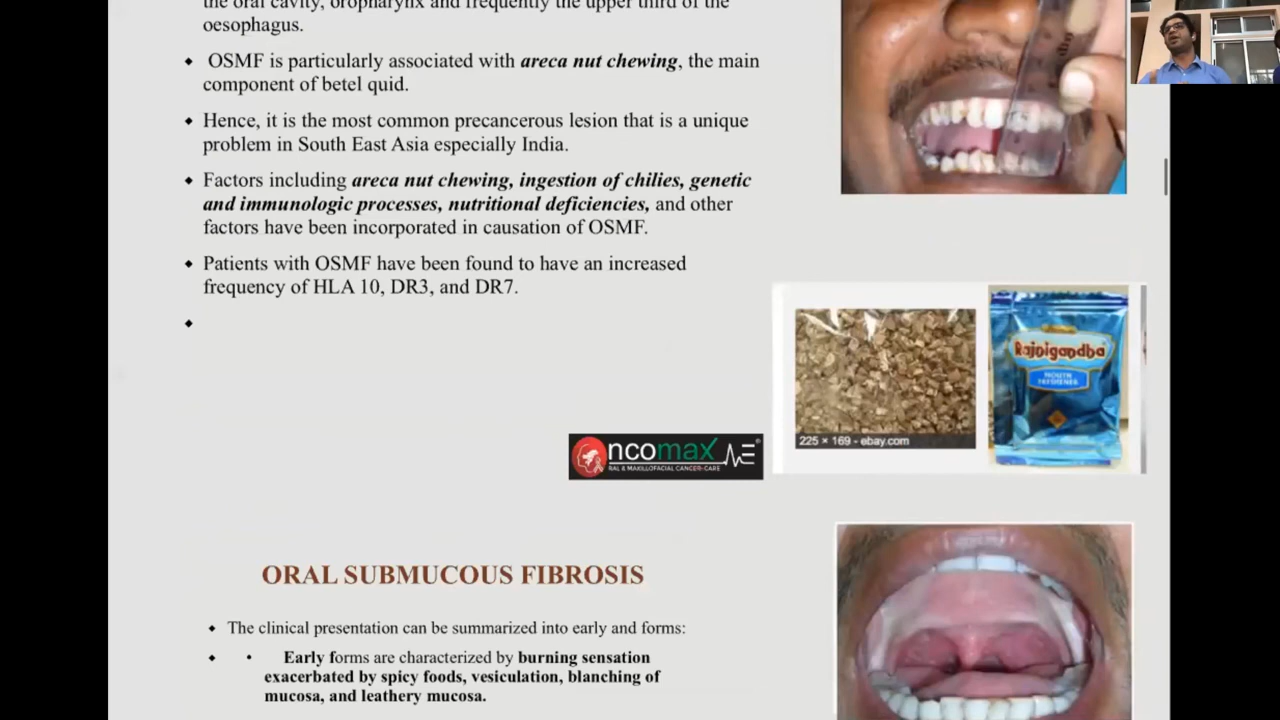 the oral cavity, oropharynx and frequently the upper third of the
oesophagus.
OSMF is particularly associated with areca nut chewing, the main
component of betel quid.
Hence, it is the most common precancerous lesion that is a unique
problem in South East Asia especially India.
Factors including areca nut chewing, ingestion of chilies, genetic
and immunologic processes, nutritional deficiencies, and other
factors have been incorporated in causation of OSMF.
Patients with OSMF have been found to have an increased
frequency of HLA 10, DR3, and DR7.
Rajnigandha
MOUTH
FRESHENER
225 × 169 - ebay.com
ncomax
RAL & MAXILLOFACIAL CANCER-CARE
ORAL SUBMUCOUS FIBROSIS
The clinical presentation can be summarized into early and forms:
• Early forms are characterized by burning sensation
exacerbated by spicy foods, vesiculation, blanching of
mucosa, and leathery mucosa.